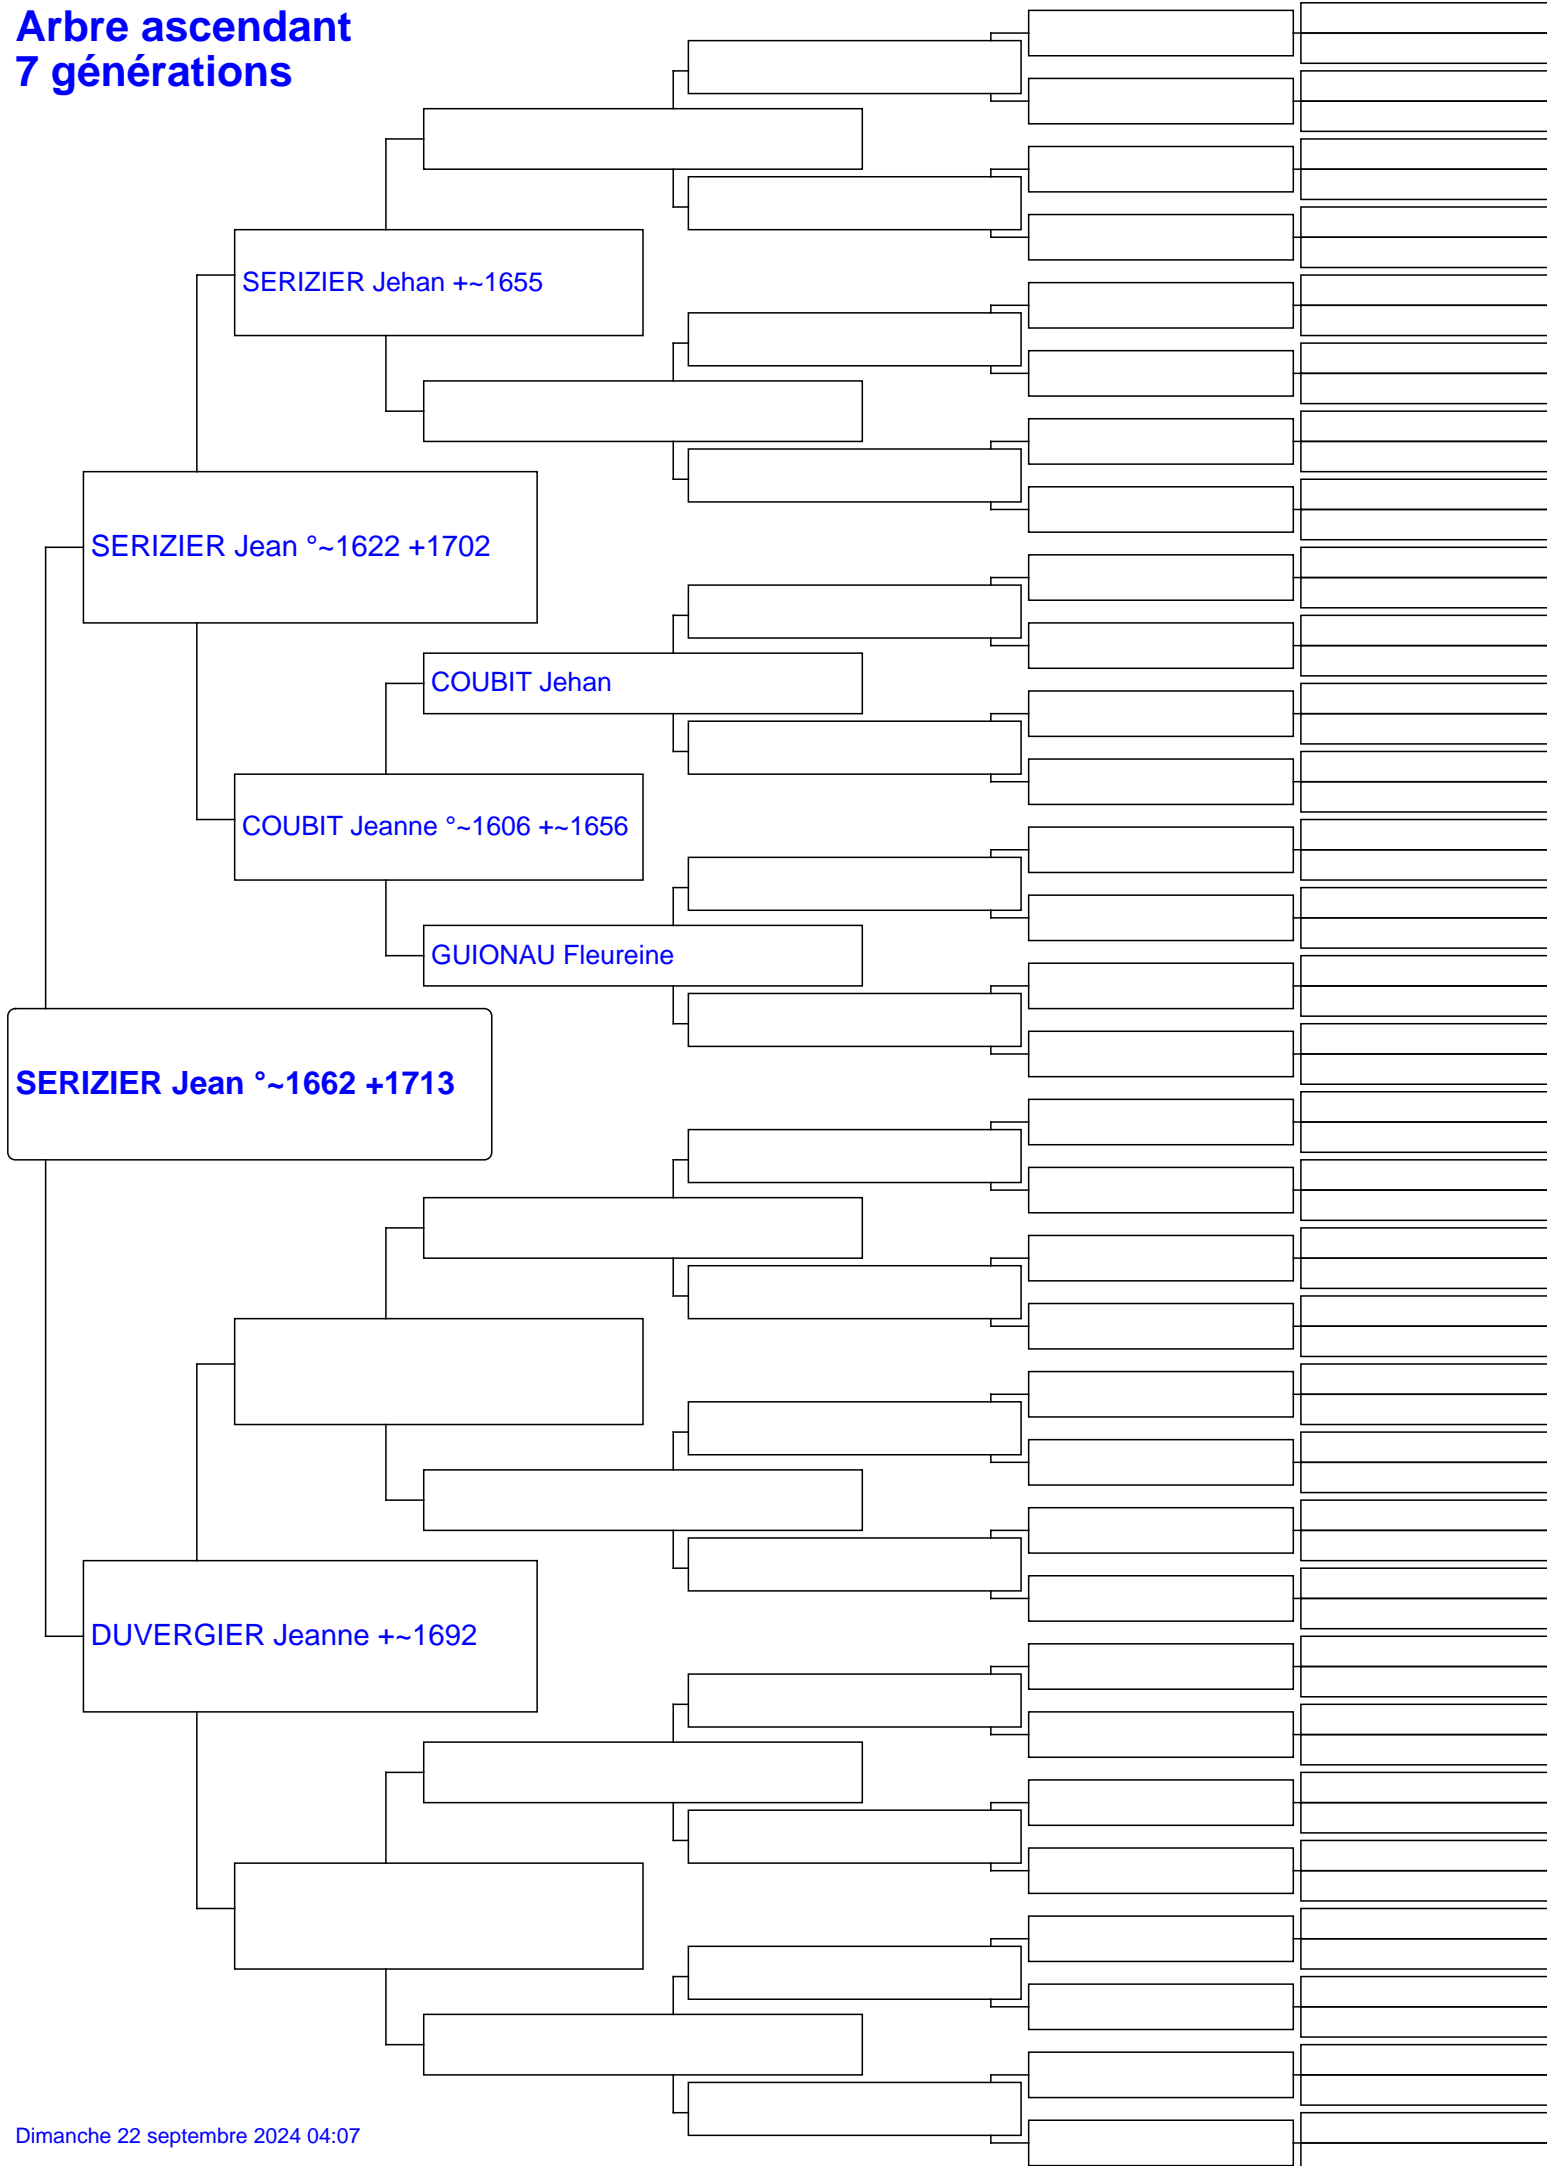 Arbre ascendant
7 générations
SERIZIER Jehan +~1655
SERIZIER Jean °~1622 +1702
COUBIT Jehan
COUBIT Jeanne °~1606 +~1656
GUIONAU Fleureine
SERIZIER Jean °~1662 +1713
DUVERGIER Jeanne +~1692
Dimanche 22 septembre 2024 04:07